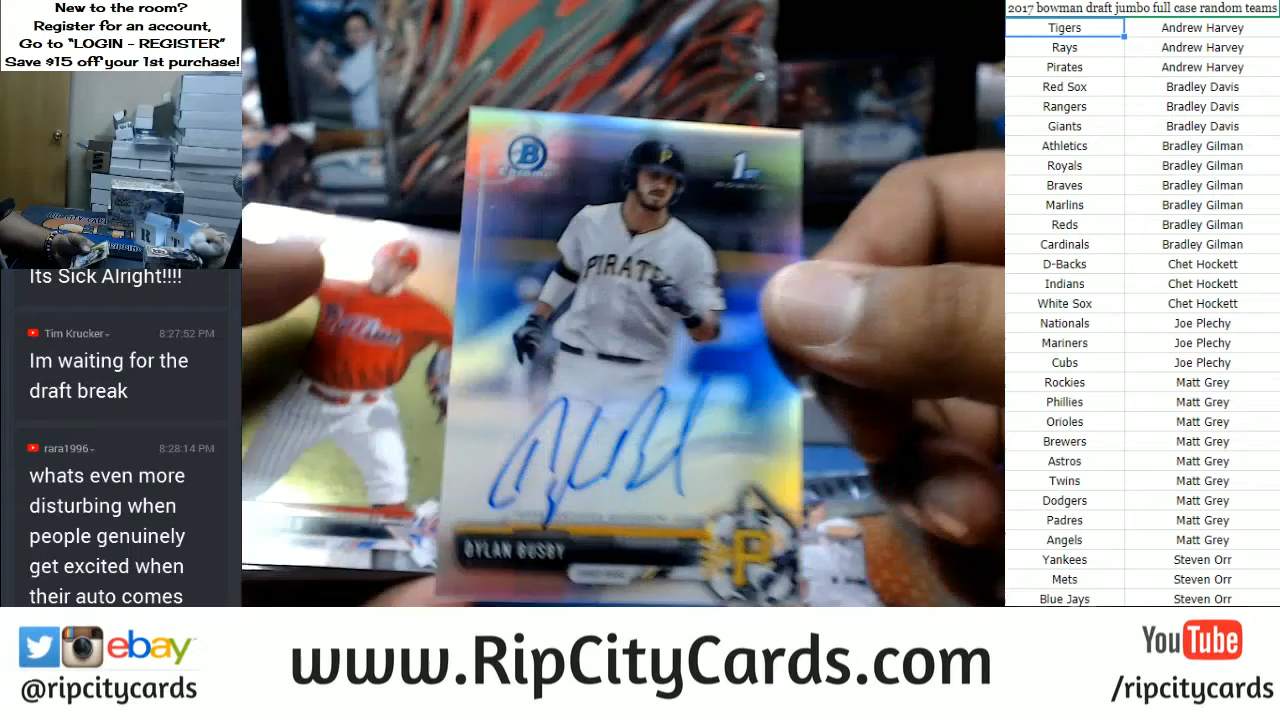 New to the room?
Register for an account,
Go to "LOGIN - REGISTER"
Save $15 off your 1st purchase!
Its Sick Alright!!!!
Tim Krucker
8:27:52 PM
Im waiting for the
draft break
rara1996
8:28:14 PM
whats even more
disturbing when
people genuinely
get excited when
their auto comes
B
Chrome
1st
BOWMAN
PIRATES
DYLAN BUSBY
P
2017 bowman draft jumbo full case random teams
Tigers Andrew Harvey
Rays Andrew Harvey
Pirates Andrew Harvey
Red Sox Bradley Davis
Rangers Bradley Davis
Giants Bradley Davis
Athletics Bradley Gilman
Royals Bradley Gilman
Braves Bradley Gilman
Marlins Bradley Gilman
Reds Bradley Gilman
Cardinals Bradley Gilman
D-Backs Chet Hockett
Indians Chet Hockett
White Sox Chet Hockett
Nationals Joe Plechy
Mariners Joe Plechy
Cubs Joe Plechy
Rockies Matt Grey
Phillies Matt Grey
Orioles Matt Grey
Brewers Matt Grey
Astros Matt Grey
Twins Matt Grey
Dodgers Matt Grey
Padres Matt Grey
Angels Matt Grey
Yankees Steven Orr
Mets Steven Orr
Blue Jays Steven Orr
ebay
@ripcitycards
www.RipCityCards.com
YouTube
/ripcitycards